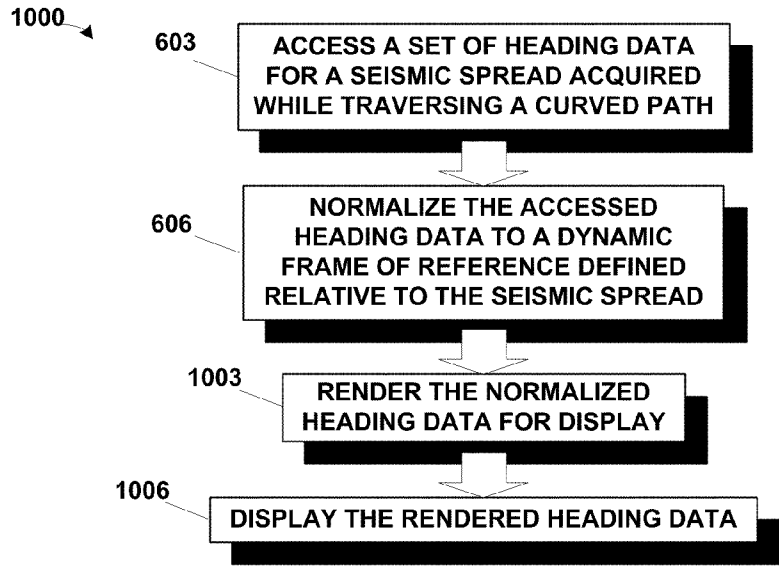 1000
603
ACCESS A SET OF HEADING DATA
FOR A SEISMIC SPREAD ACQUIRED
WHILE TRAVERSING A CURVED PATH
606
NORMALIZE THE ACCESSED
HEADING DATA TO A DYNAMIC
FRAME OF REFERENCE DEFINED
RELATIVE TO THE SEISMIC SPREAD
1003
RENDER THE NORMALIZED
HEADING DATA FOR DISPLAY
1006
DISPLAY THE RENDERED HEADING DATA